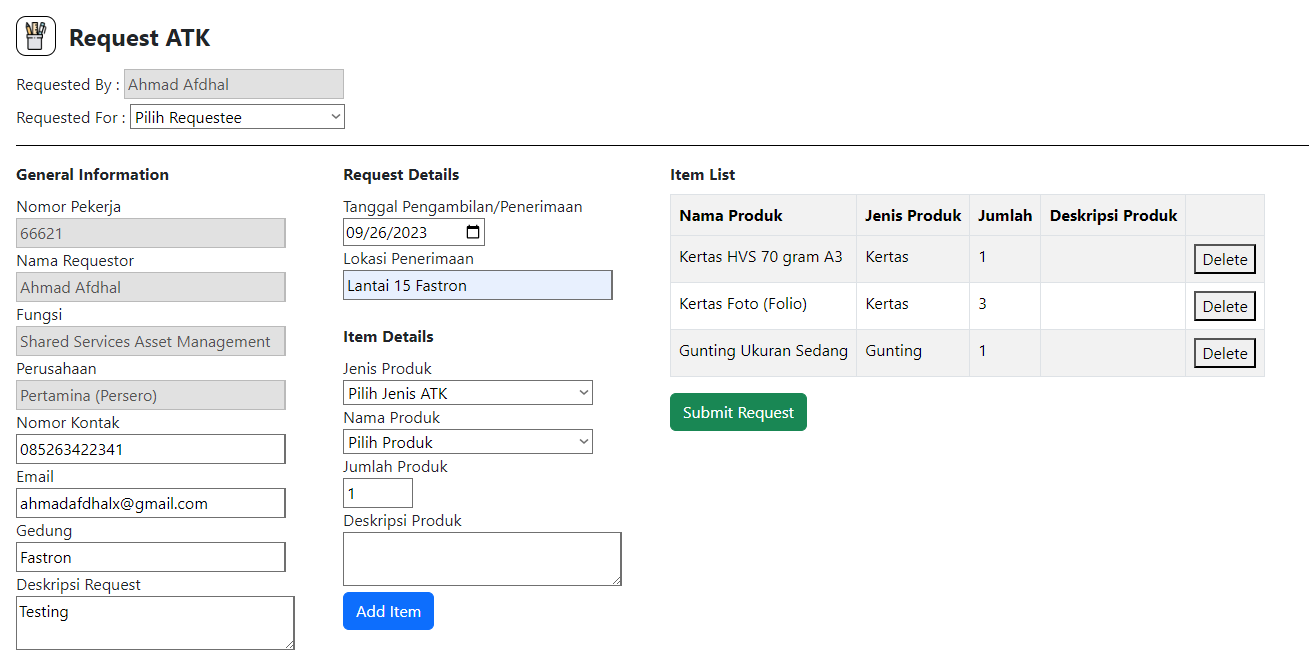 Request ATK
Requested By : Ahmad Afdhal
Requested For : Pilih Requestee
General Information
Nomor Pekerja
66621
Nama Requestor
Ahmad Afdhal
Fungsi
Shared Services Asset Management
Perusahaan
Pertamina (Persero)
Nomor Kontak
085263422341
Email
ahmadafdhalx@gmail.com
Gedung
Fastron
Deskripsi Request
Testing
Request Details
Tanggal Pengambilan/Penerimaan
09/26/2023
Lokasi Penerimaan
Lantai 15 Fastron
Item Details
Jenis Produk
Pilih Jenis ATK
Nama Produk
Pilih Produk
Jumlah Produk
1
Deskripsi Produk
Add Item
Item List
Nama Produk Jenis Produk Jumlah Deskripsi Produk
Kertas HVS 70 gram A3 Kertas 1 Delete
Kertas Foto (Folio) Kertas 3 Delete
Gunting Ukuran Sedang Gunting 1 Delete
Submit Request